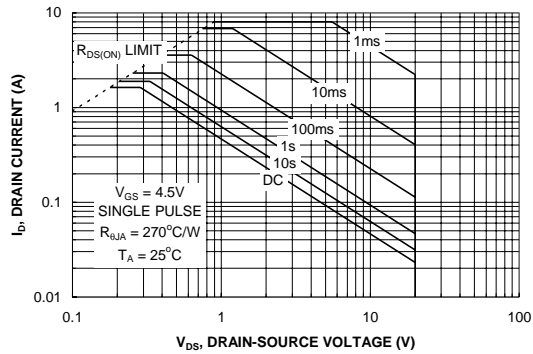 10
R_DS(ON) LIMIT
1ms
10ms
1
100ms
1s
10s
DC
V_GS = 4.5V
SINGLE PULSE
R_θJA = 270°C/W
T_A = 25°C
0.1
0.01
0.1
1
10
100
I_D, DRAIN CURRENT (A)
V_DS, DRAIN-SOURCE VOLTAGE (V)